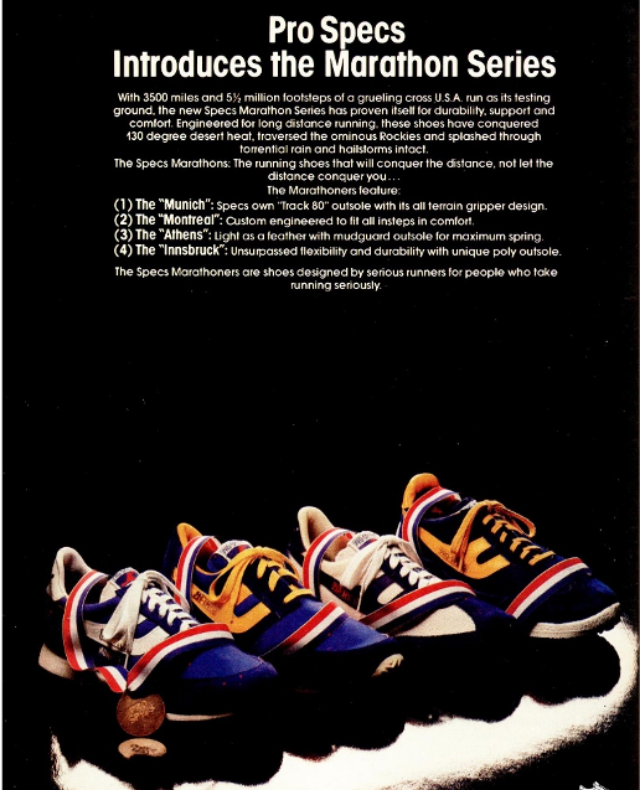 Pro Specs
Introduces the Marathon Series
With 3500 miles and 5½ million footsteps of a grueling cross U.S.A. run as its testing
ground, the new Specs Marathon Series has proven itself for durability, support and
comfort. Engineered for long distance running, these shoes have conquered
130 degree desert heat, traversed the ominous Rockies and splashed through
torrential rain and hailstorms intact.
The Specs Marathons: The running shoes that will conquer the distance, not let the
distance conquer you...
The Marathoners feature:
(1) The "Munich": Specs own "Track 80" outsole with its all terrain gripper design.
(2) The "Montreal": Custom engineered to fit all insteps in comfort.
(3) The "Athens": Light as a feather with mudguard outsole for maximum spring.
(4) The "Innsbruck": Unsurpassed flexibility and durability with unique poly outsole.
The Specs Marathoners are shoes designed by serious runners for people who take
running seriously.